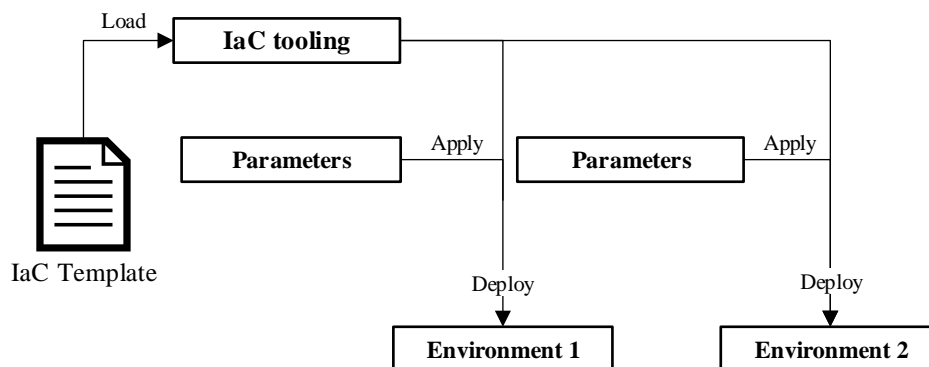 Load
IaC tooling
Parameters
Apply
Parameters
Apply
IaC Template
Deploy
Deploy
Environment 1
Environment 2